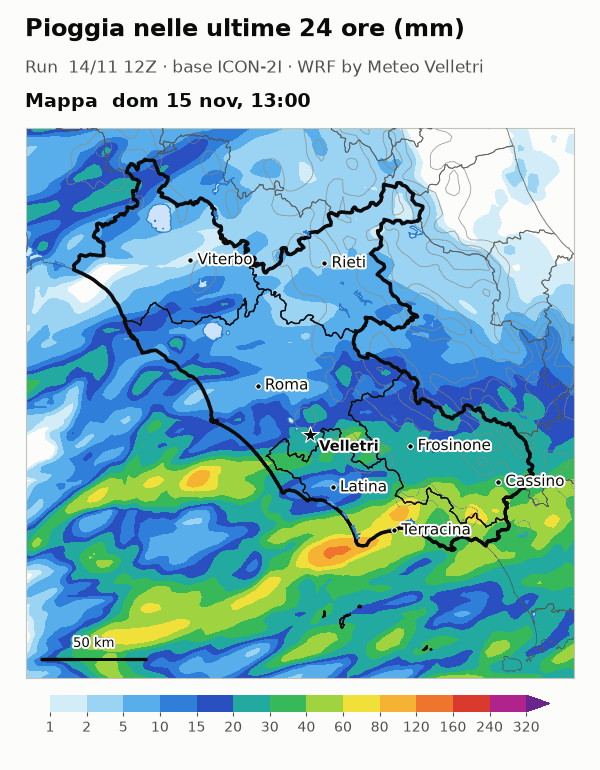 Pioggia nelle ultime 24 ore (mm)
Run  14/11 12Z · base ICON-2I · WRF by Meteo Velletri
Mappa  dom 15 nov, 13:00
Viterbo
Rieti
Roma
Velletri
Frosinone
Latina
Cassino
Terracina
50 km
1 2 5 10 15 20 30 40 60 80 120 160 240 320